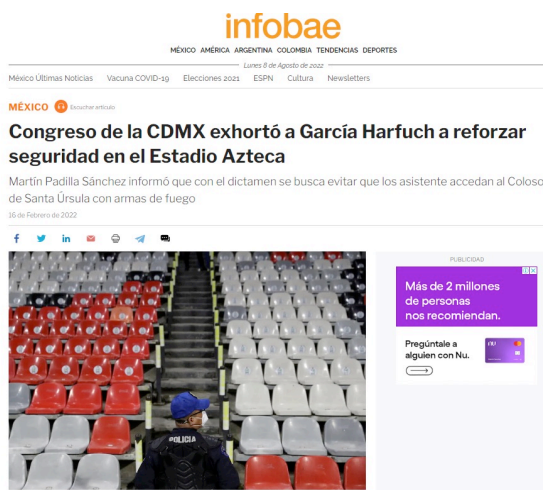 infobae
MÉXICO AMÉRICA ARGENTINA COLOMBIA TENDENCIAS DEPORTES
Lunes 8 de Agosto de 2022
México Últimas Noticias Vacuna COVID-19 Elecciones 2021 ESPN Cultura Newsletters
MÉXICO Escuchar artículo
Congreso de la CDMX exhortó a García Harfuch a reforzar
seguridad en el Estadio Azteca
Martín Padilla Sánchez informó que con el dictamen se busca evitar que los asistente accedan al Coloso
de Santa Úrsula con armas de fuego
16 de Febrero de 2022
PUBLICIDAD
Más de 2 millones
de personas
nos recomiendan.
Pregúntale a
alguien con Nu.
nu
POLICIA